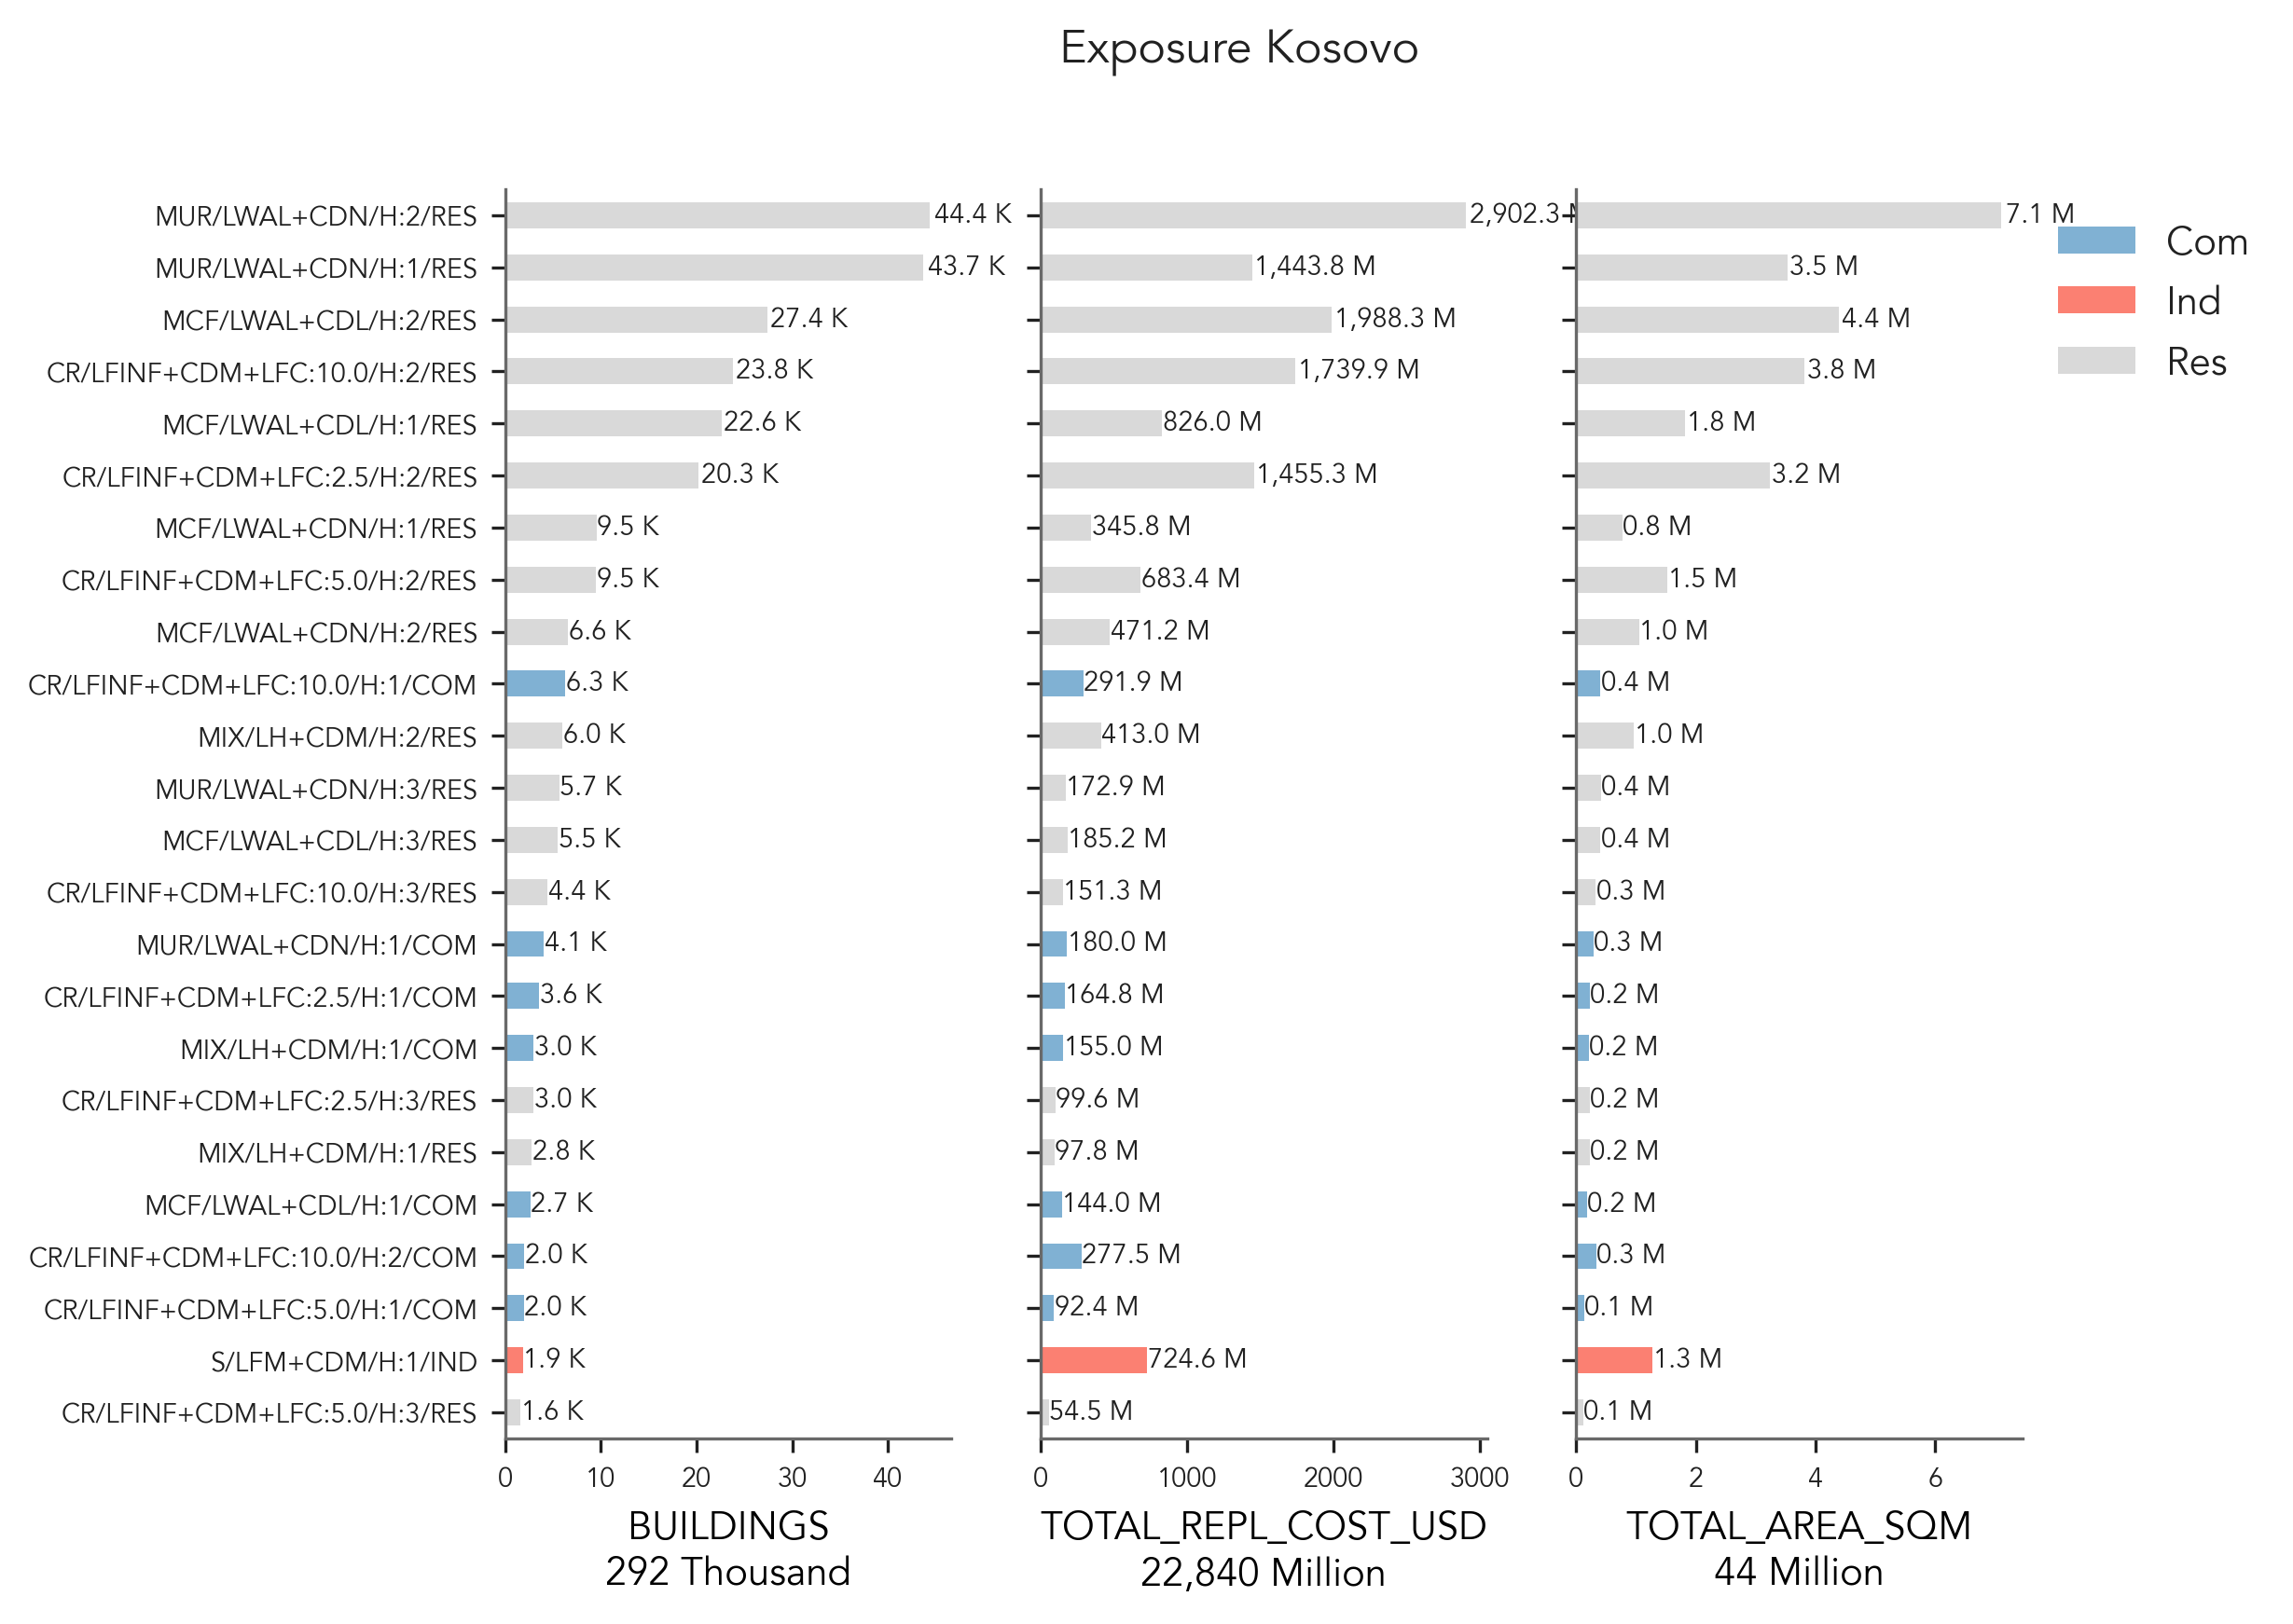 Exposure Kosovo
MUR/LWAL+CDN/H:2/RES 44.4 K 2,902.3 7.1 M
MUR/LWAL+CDN/H:1/RES 43.7 K 1,443.8 M 3.5 M
MCF/LWAL+CDL/H:2/RES 27.4 K 1,988.3 M 4.4 M
CR/LFINF+CDM+LFC:10.0/H:2/RES 23.8 K 1,739.9 M 3.8 M
MCF/LWAL+CDL/H:1/RES 22.6 K 826.0 M 1.8 M
CR/LFINF+CDM+LFC:2.5/H:2/RES 20.3 K 1,455.3 M 3.2 M
MCF/LWAL+CDN/H:1/RES 9.5 K 345.8 M 0.8 M
CR/LFINF+CDM+LFC:5.0/H:2/RES 9.5 K 683.4 M 1.5 M
MCF/LWAL+CDN/H:2/RES 6.6 K 471.2 M 1.0 M
CR/LFINF+CDM+LFC:10.0/H:1/COM 6.3 K 291.9 M 0.4 M
MIX/LH+CDM/H:2/RES 6.0 K 413.0 M 1.0 M
MUR/LWAL+CDN/H:3/RES 5.7 K 172.9 M 0.4 M
MCF/LWAL+CDL/H:3/RES 5.5 K 185.2 M 0.4 M
CR/LFINF+CDM+LFC:10.0/H:3/RES 4.4 K 151.3 M 0.3 M
MUR/LWAL+CDN/H:1/COM 4.1 K 180.0 M 0.3 M
CR/LFINF+CDM+LFC:2.5/H:1/COM 3.6 K 164.8 M 0.2 M
MIX/LH+CDM/H:1/COM 3.0 K 155.0 M 0.2 M
CR/LFINF+CDM+LFC:2.5/H:3/RES 3.0 K 99.6 M 0.2 M
MIX/LH+CDM/H:1/RES 2.8 K 97.8 M 0.2 M
MCF/LWAL+CDL/H:1/COM 2.7 K 144.0 M 0.2 M
CR/LFINF+CDM+LFC:10.0/H:2/COM 2.0 K 277.5 M 0.3 M
CR/LFINF+CDM+LFC:5.0/H:1/COM 2.0 K 92.4 M 0.1 M
S/LFM+CDM/H:1/IND 1.9 K 724.6 M 1.3 M
CR/LFINF+CDM+LFC:5.0/H:3/RES 1.6 K 54.5 M 0.1 M
0 10 20 30 40
BUILDINGS
292 Thousand
0 1000 2000 3000
TOTAL_REPL_COST_USD
22,840 Million
0 2 4 6
TOTAL_AREA_SQM
44 Million
Com
Ind
Res